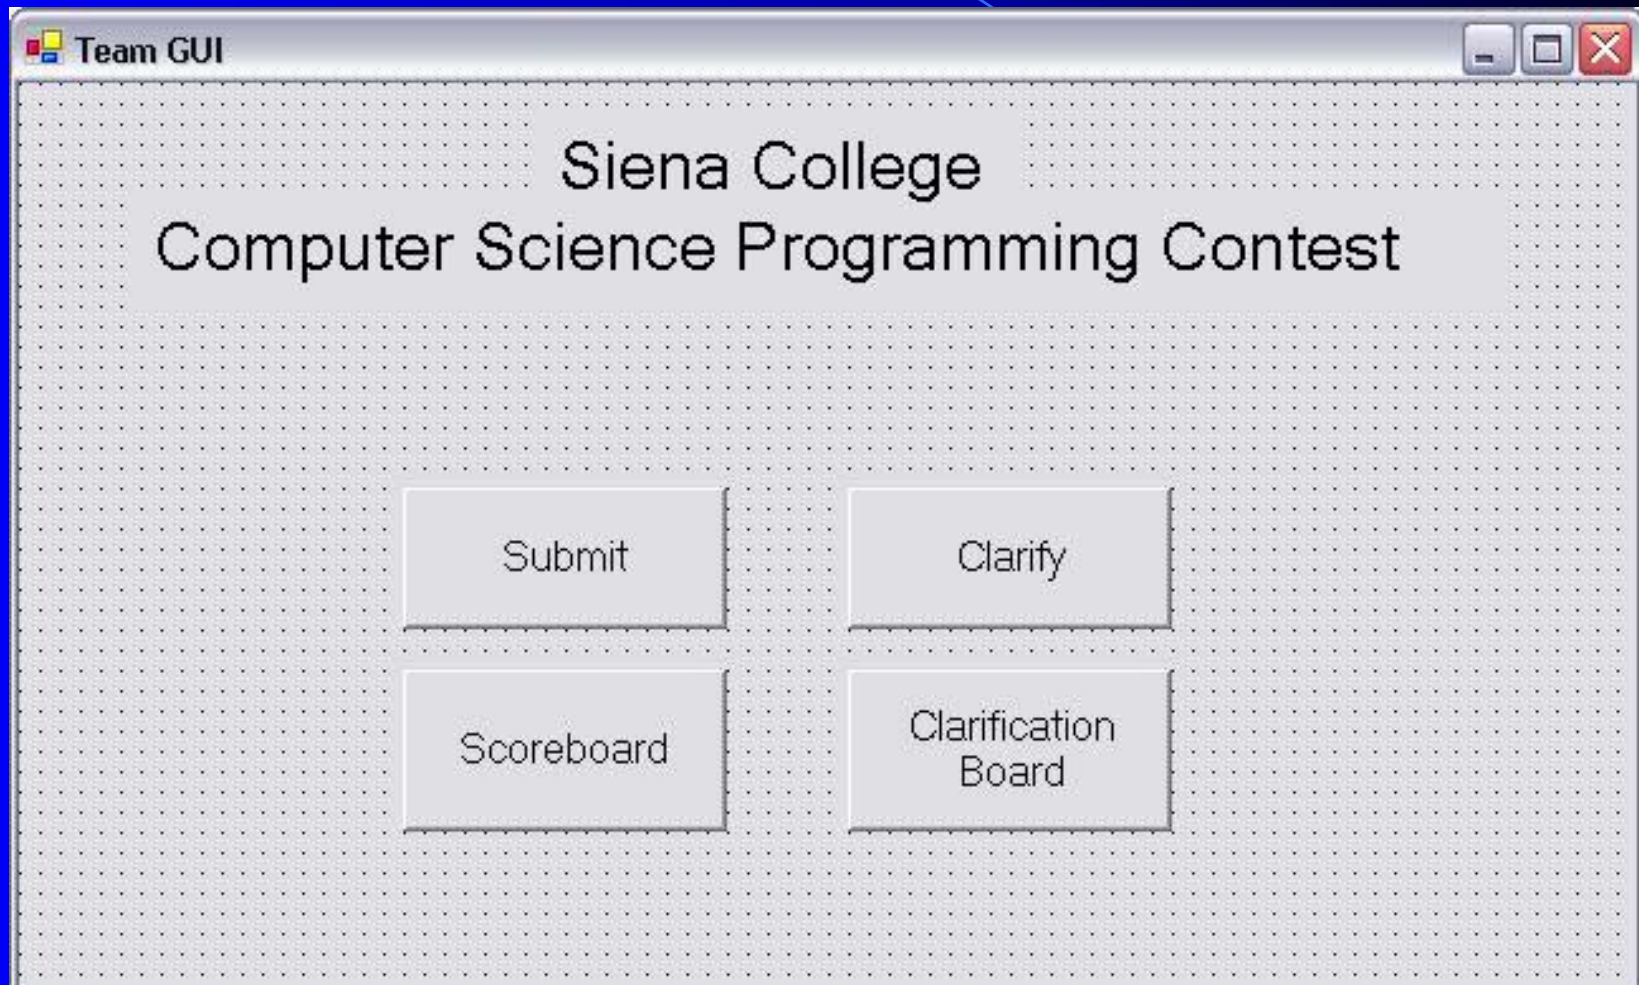 Team GUI
Siena College
Computer Science Programming Contest
Submit
Clarify
Scoreboard
Clarification
Board